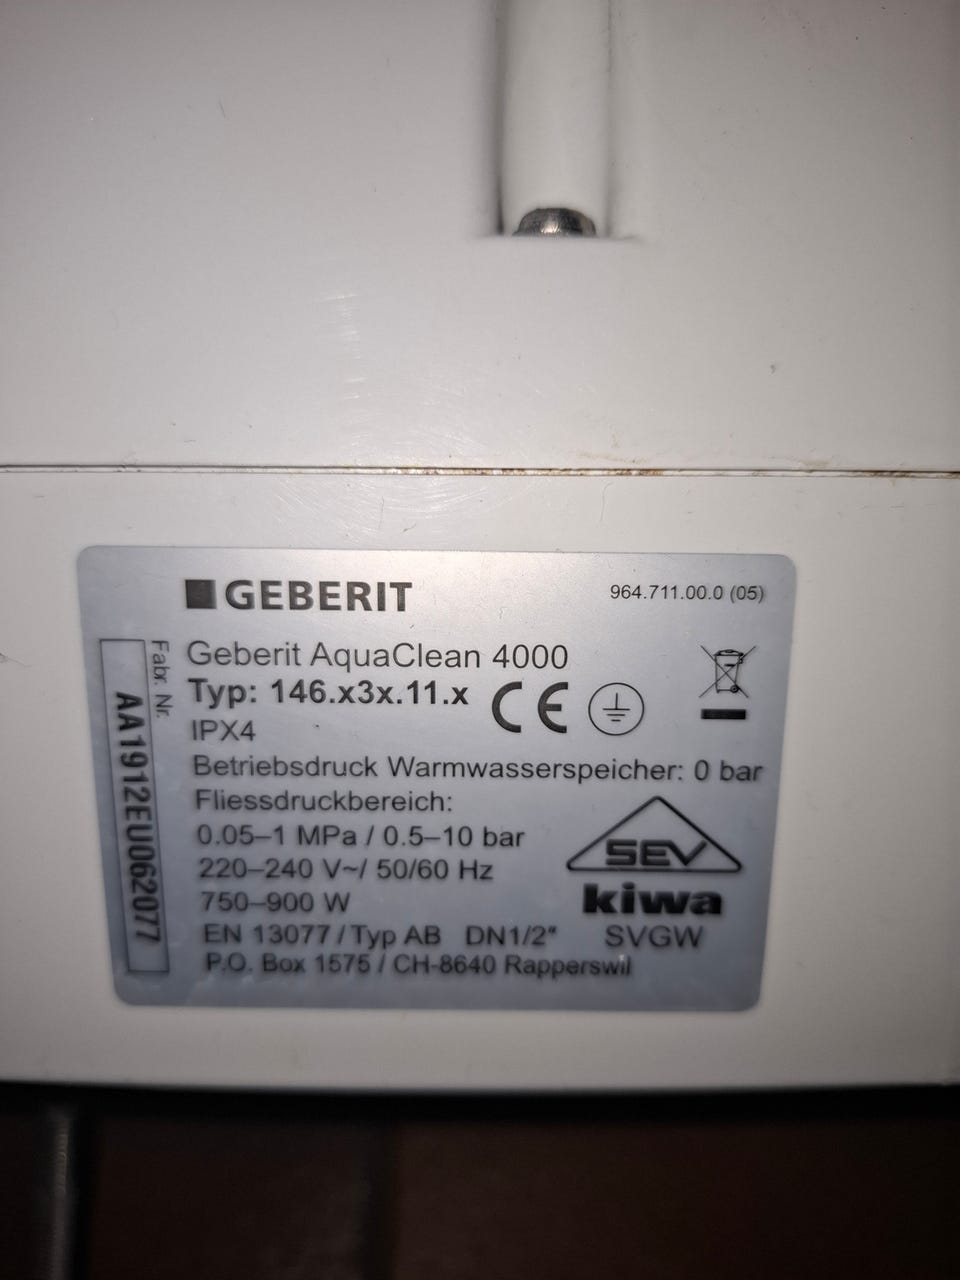 GEBERIT
964.711.00.0 (05)
Geberit AquaClean 4000
Typ: 146.x3x.11.x
CE
IPX4
Betriebsdruck Warmwasserspeicher: 0 bar
Fliessdruckbereich:
0.05–1 MPa / 0.5–10 bar
220–240 V~/ 50/60 Hz
750–900 W
EN 13077 / Typ AB DN1/2"
P.O. Box 1575 / CH-8640 Rapperswil
SEV
kiwa
SVGW
Fabr. Nr.
AA1912EU062077